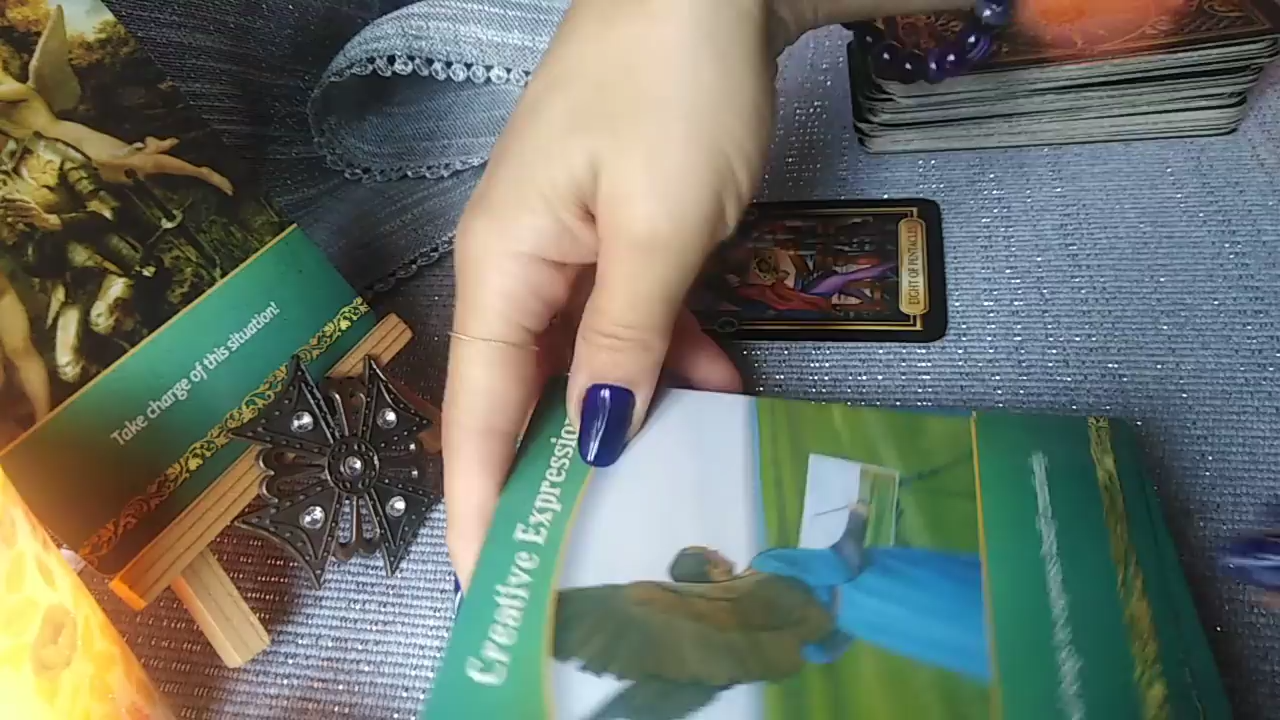 Take charge of this situation!
EIGHT OF PENTACLES
Creative Expression